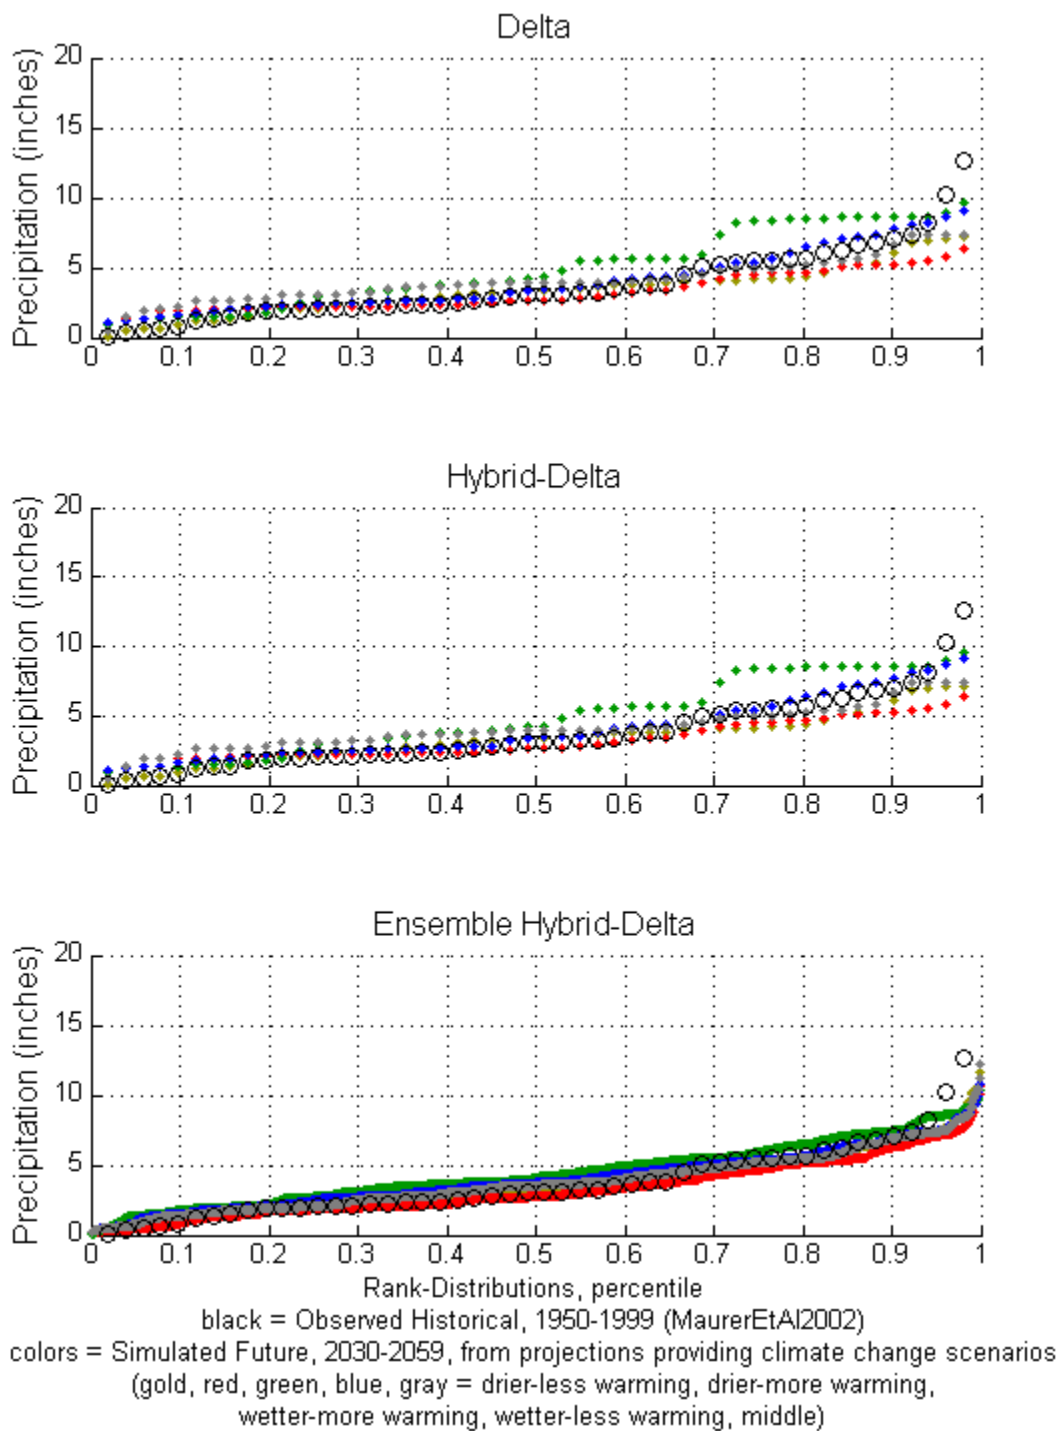 Delta
Precipitation (inches)
20
15
10
5
0
0 0.1 0.2 0.3 0.4 0.5 0.6 0.7 0.8 0.9 1
Hybrid-Delta
Precipitation (inches)
20
15
10
5
0
0 0.1 0.2 0.3 0.4 0.5 0.6 0.7 0.8 0.9 1
Ensemble Hybrid-Delta
Precipitation (inches)
20
15
10
5
0
0 0.1 0.2 0.3 0.4 0.5 0.6 0.7 0.8 0.9 1
Rank-Distributions, percentile
black = Observed Historical, 1950-1999 (MaurerEtAl2002)
colors = Simulated Future, 2030-2059, from projections providing climate change scenarios
(gold, red, green, blue, gray = drier-less warming, drier-more warming,
wetter-more warming, wetter-less warming, middle)